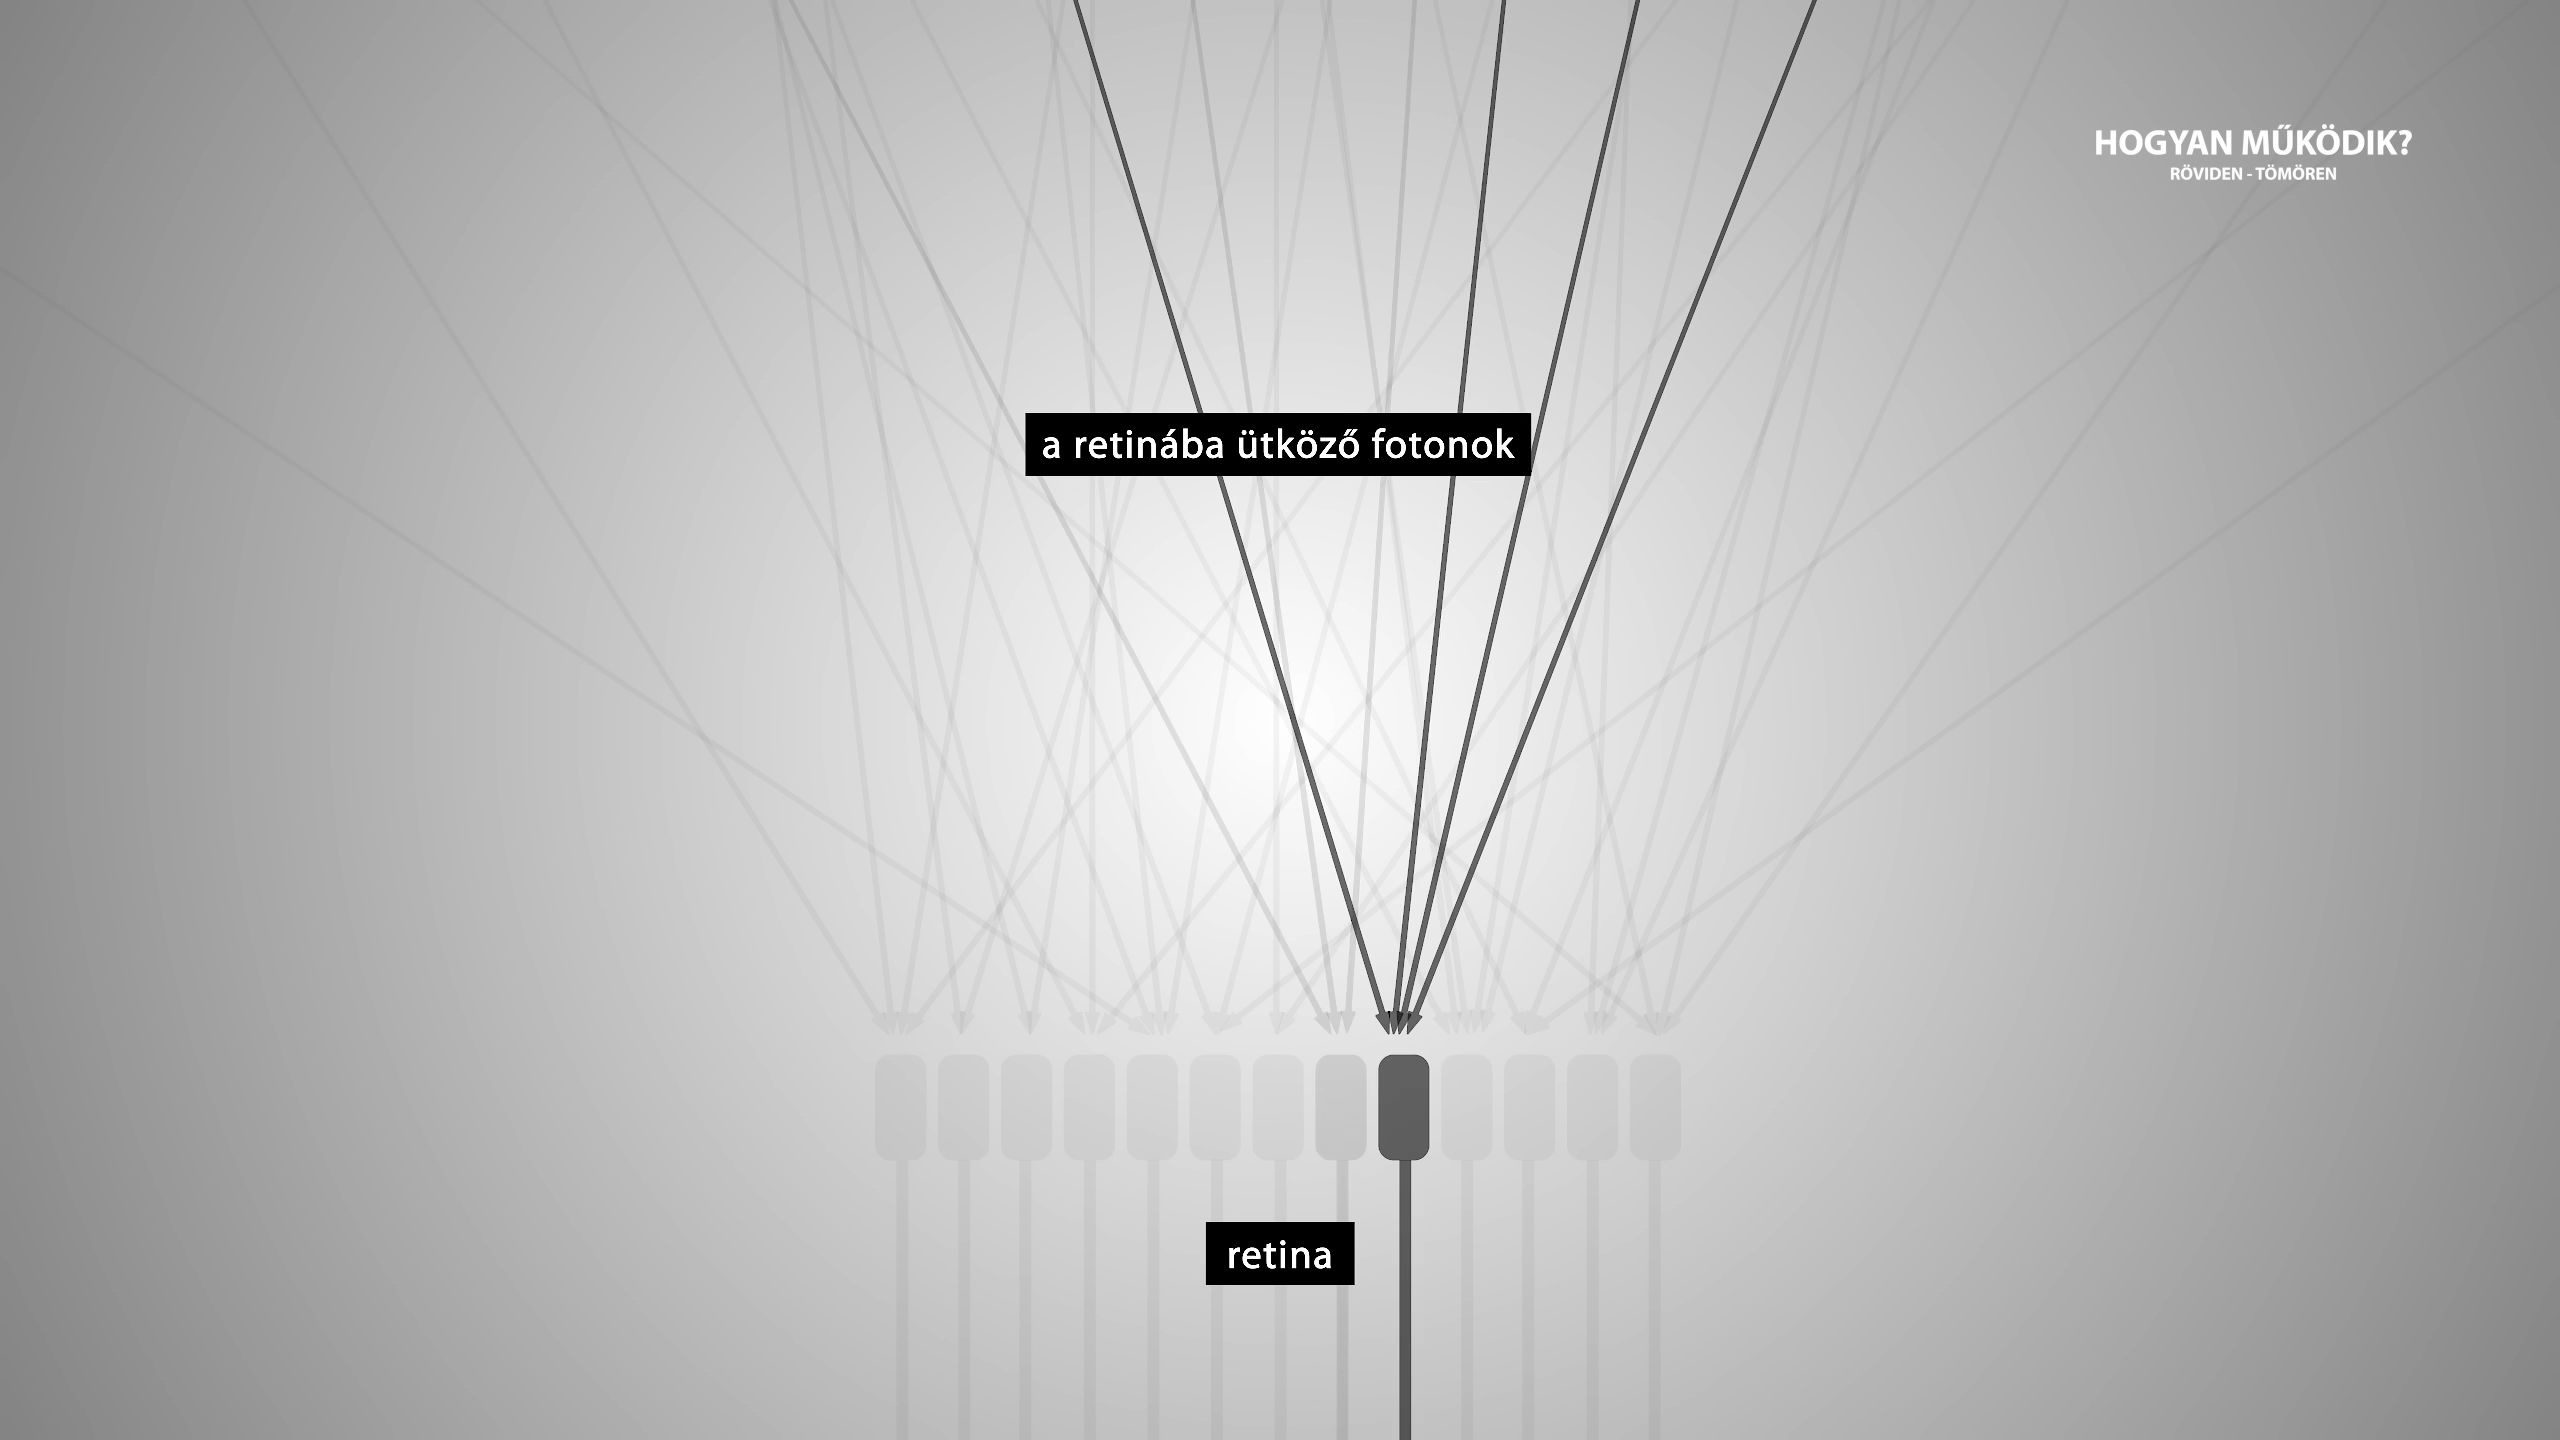 HOGYAN MŰKÖDIK?
RÖVIDEN - TÖMÖREN
a retinába ütköző fotonok
retina